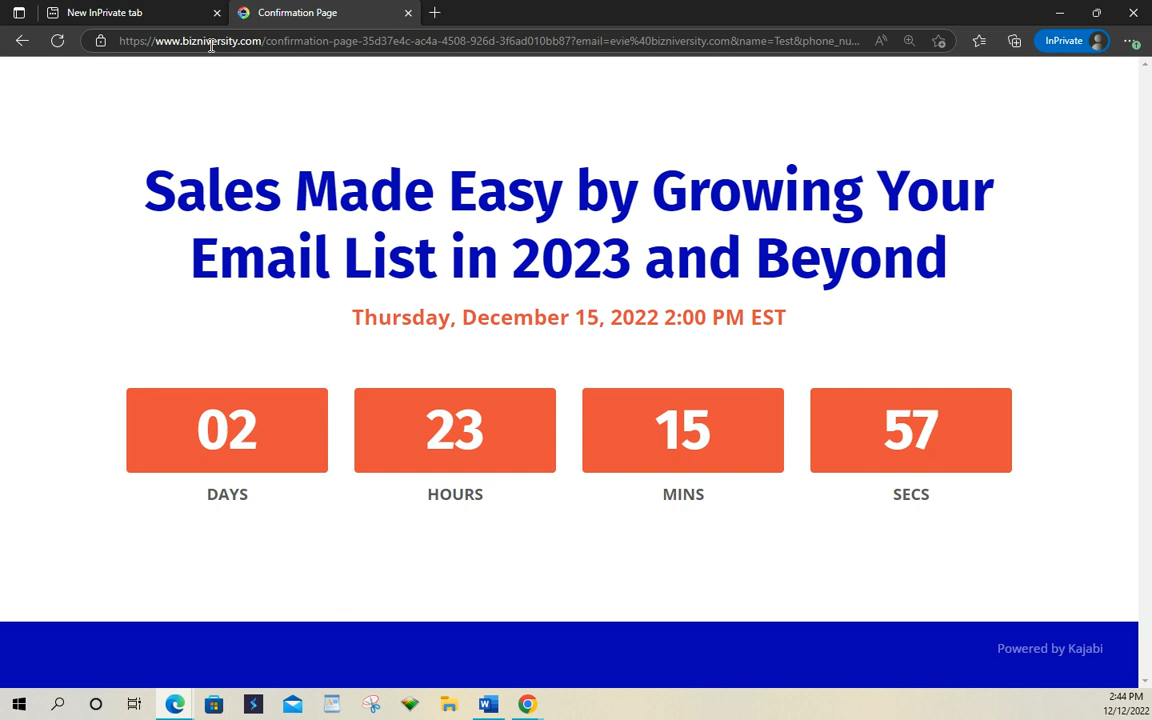 New InPrivate tab
Confirmation Page
https://www.bizniversity.com/confirmation-page-35d37e4c-ac4a-4508-926d-3f6ad010bb87?email=evie%40bizniversity.com&name=Test&phone_nu...
InPrivate
Sales Made Easy by Growing Your
Email List in 2023 and Beyond
Thursday, December 15, 2022 2:00 PM EST
02 23 15 57
DAYS HOURS MINS SECS
Powered by Kajabi
2:44 PM
12/12/2022